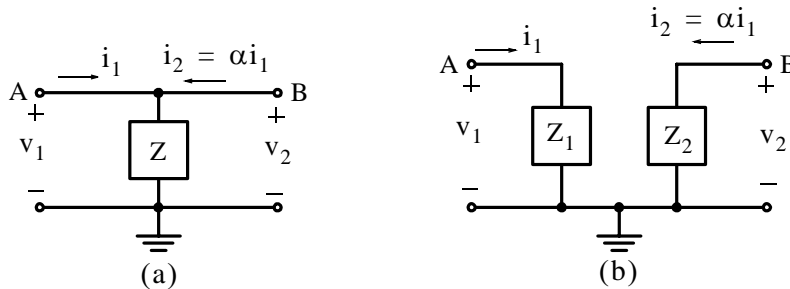 i₁ i₂ = αi₁
A B
+ +
v₁ Z v₂
− −
(a)
i₂ = αi₁
i₁
A B
+ +
v₁ Z₁ Z₂ v₂
− −
(b)